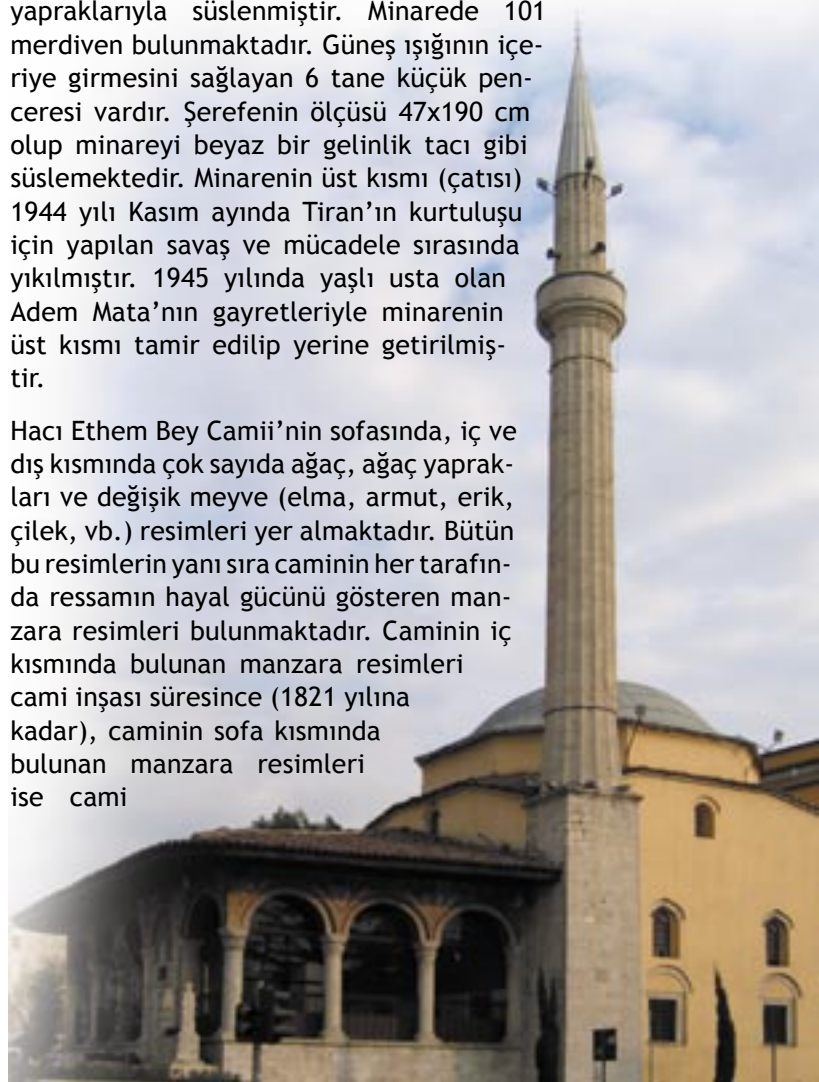 yapraklarıyla süslenmiştir. Minarede 101
merdiven bulunmaktadır. Güneş ışığının içe-
riye girmesini sağlayan 6 tane küçük pen-
ceresi vardır. Şerefenin ölçüsü 47x190 cm
olup minareyi beyaz bir gelinlik tacı gibi
süslemektedir. Minarenin üst kısmı (çatısı)
1944 yılı Kasım ayında Tiran’ın kurtuluşu
için yapılan savaş ve mücadele sırasında
yıkılmıştır. 1945 yılında yaşlı usta olan
Adem Mata’nın gayretleriyle minarenin
üst kısmı tamir edilip yerine getirilmiş-
tir.
Hacı Ethem Bey Camii’nin sofasında, iç ve
dış kısmında çok sayıda ağaç, ağaç yaprak-
ları ve değişik meyve (elma, armut, erik,
çilek, vb.) resimleri yer almaktadır. Bütün
bu resimlerin yanı sıra caminin her tarafın-
da ressamın hayal gücünü gösteren man-
zara resimleri bulunmaktadır. Caminin iç
kısmında bulunan manzara resimleri
cami inşası süresince (1821 yılına
kadar), caminin sofa kısmında
bulunan manzara resimleri
ise cami